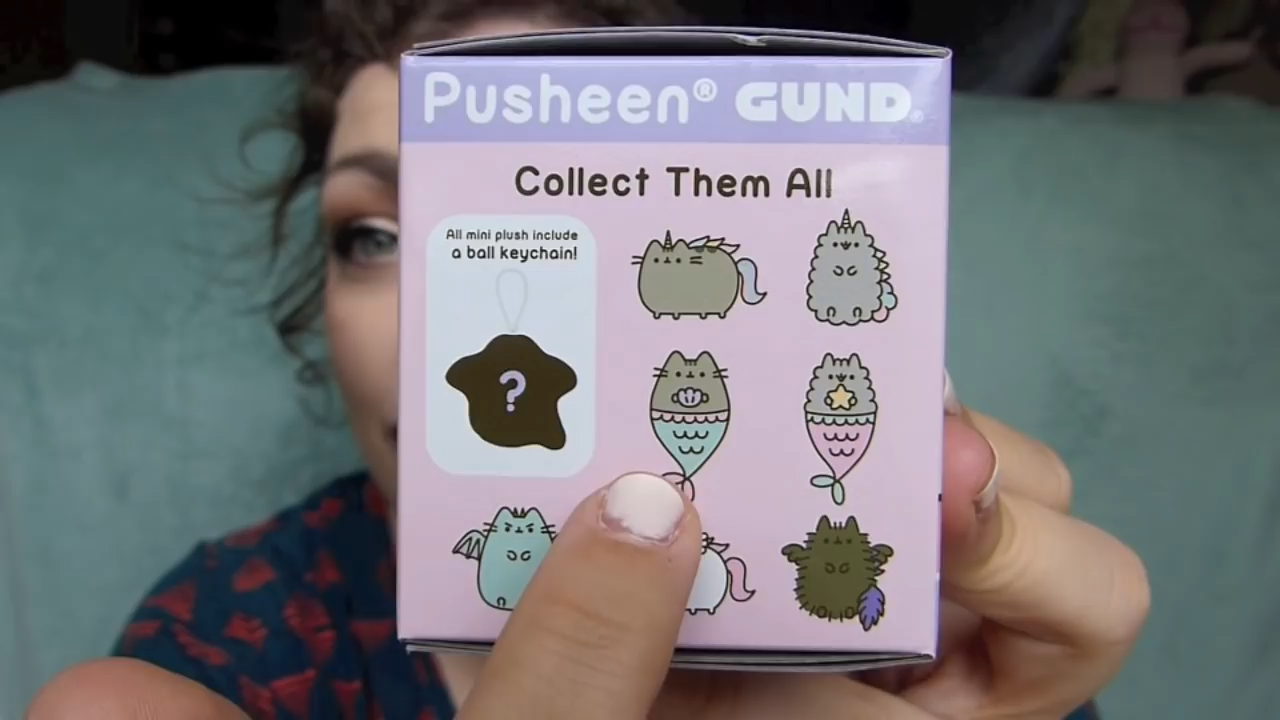 Pusheen® GUND®
Collect Them All
All mini plush include
a ball keychain!
?